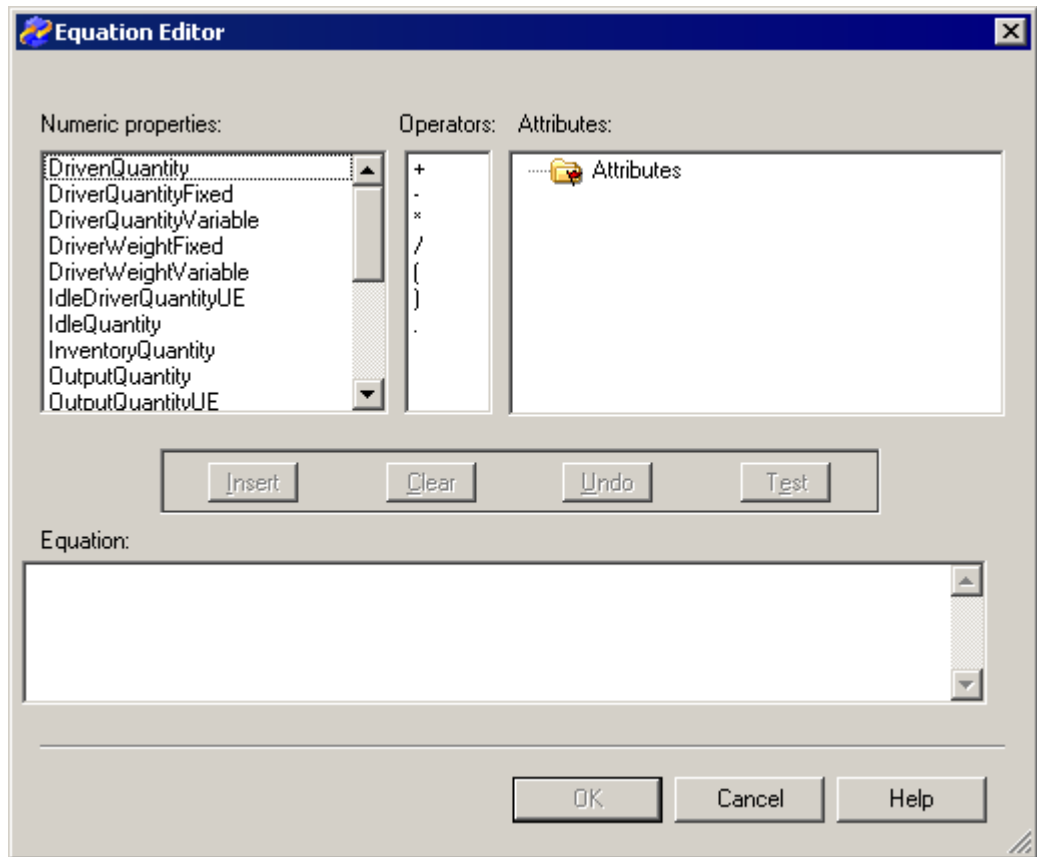 Equation Editor
Numeric properties:
Operators:
Attributes:
DrivenQuantity
DriverQuantityFixed
DriverQuantityVariable
DriverWeightFixed
DriverWeightVariable
IdleDriverQuantityUE
IdleQuantity
InventoryQuantity
OutputQuantity
OutputQuantityUE
+
-
*
/
(
)
.
Attributes
Insert
Clear
Undo
Test
Equation:
OK
Cancel
Help